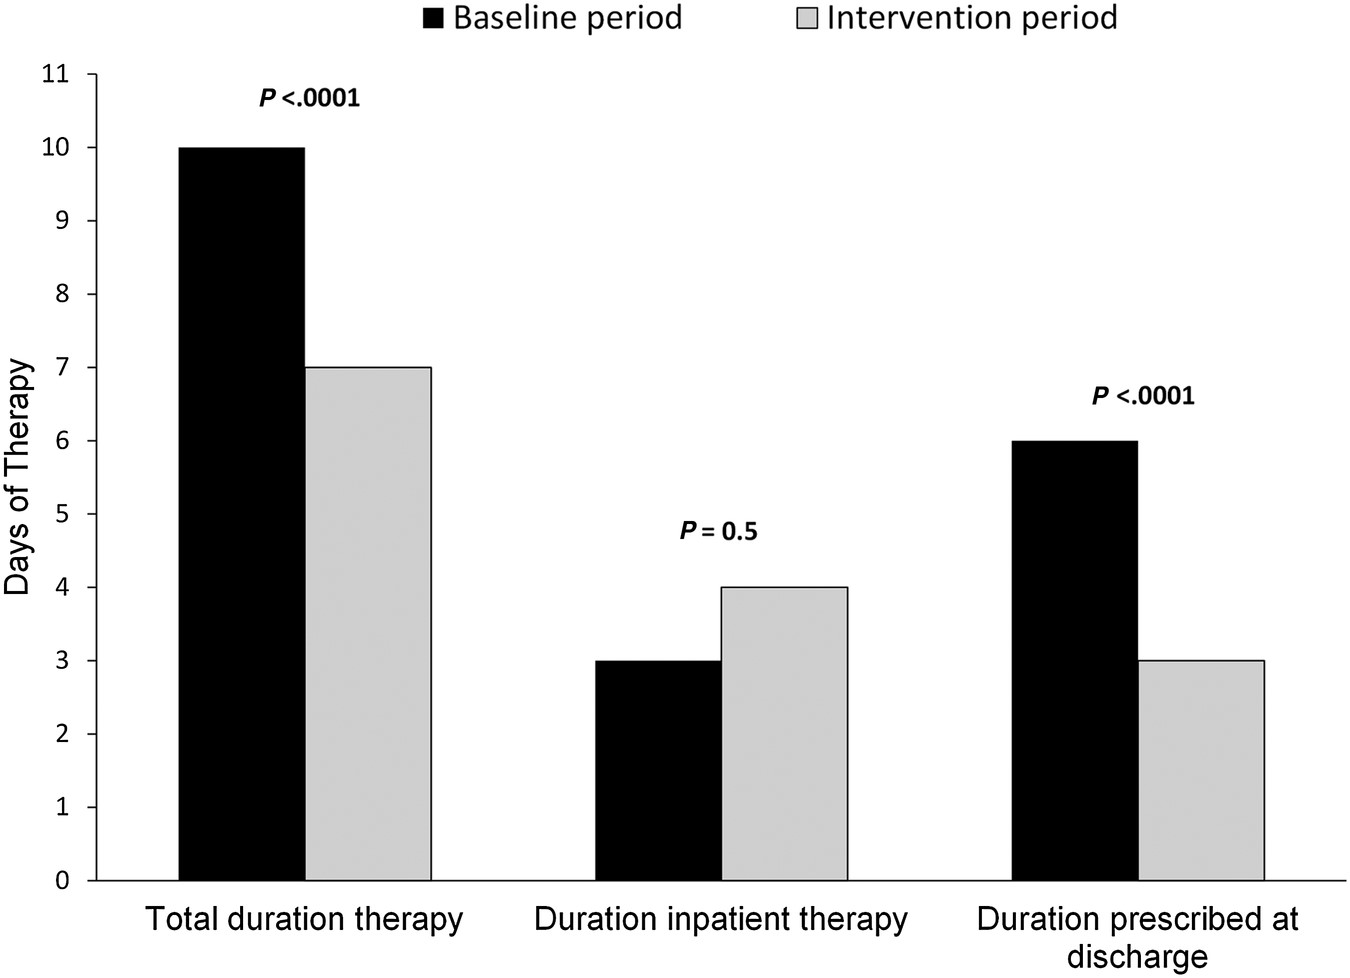 Baseline period Intervention period
11
P <.0001
10
9
8
7
6
5
4
3
2
1
0
Days of Therapy
P = 0.5
P <.0001
Total duration therapy
Duration inpatient therapy
Duration prescribed at
discharge